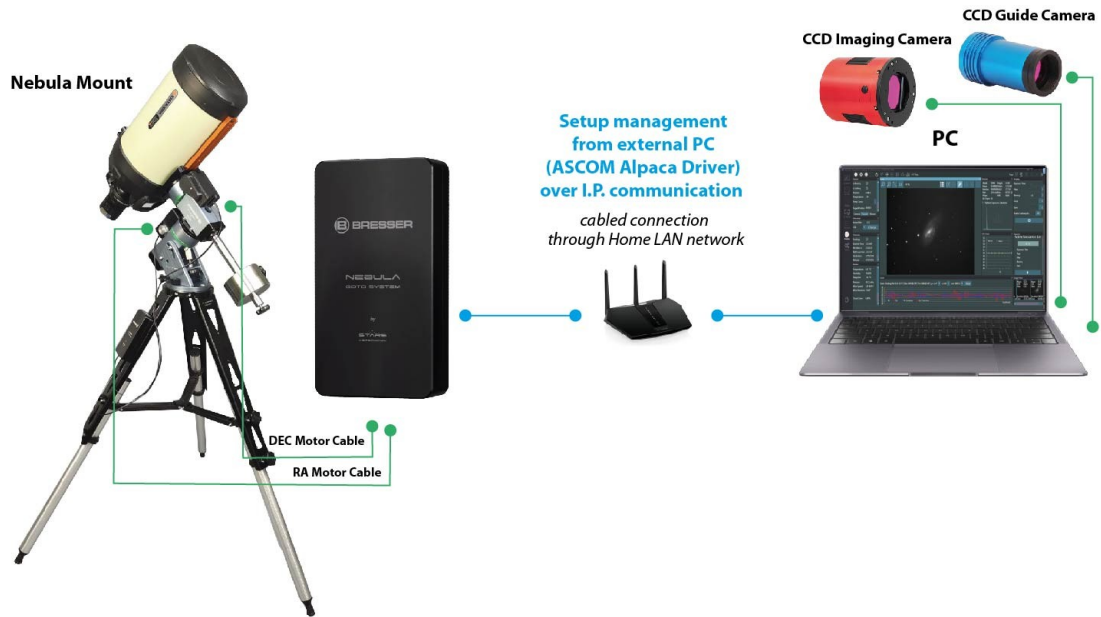 CCD Guide Camera
CCD Imaging Camera
Nebula Mount
PC
Setup management
from external PC
(ASCOM Alpaca Driver)
over I.P. communication
cabled connection
through Home LAN network
B BRESSER
NEBULA
GOTO SYSTEM
by
DEC Motor Cable
RA Motor Cable